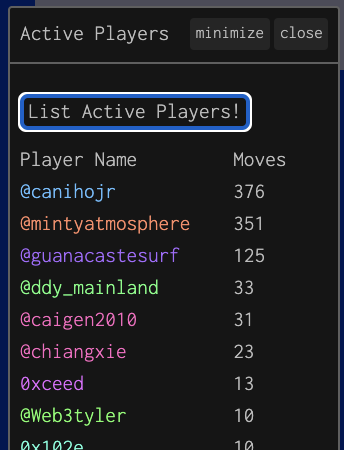 Active Players minimize close
List Active Players!
Player Name Moves
@canihojr 376
@mintyatmosphere 351
@guanacastesurf 125
@ddy_mainland 33
@caigen2010 31
@chiangxie 23
0xceed 13
@Web3tyler 10
0x102e 10